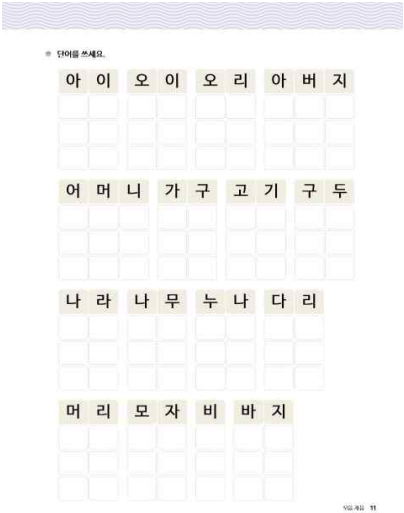 ※ 단어를 쓰세요.
아이 오이 오리 아버지
어머니 가구 고기 구두
나라 나무 누나 다리
머리 모자 비 바지
11